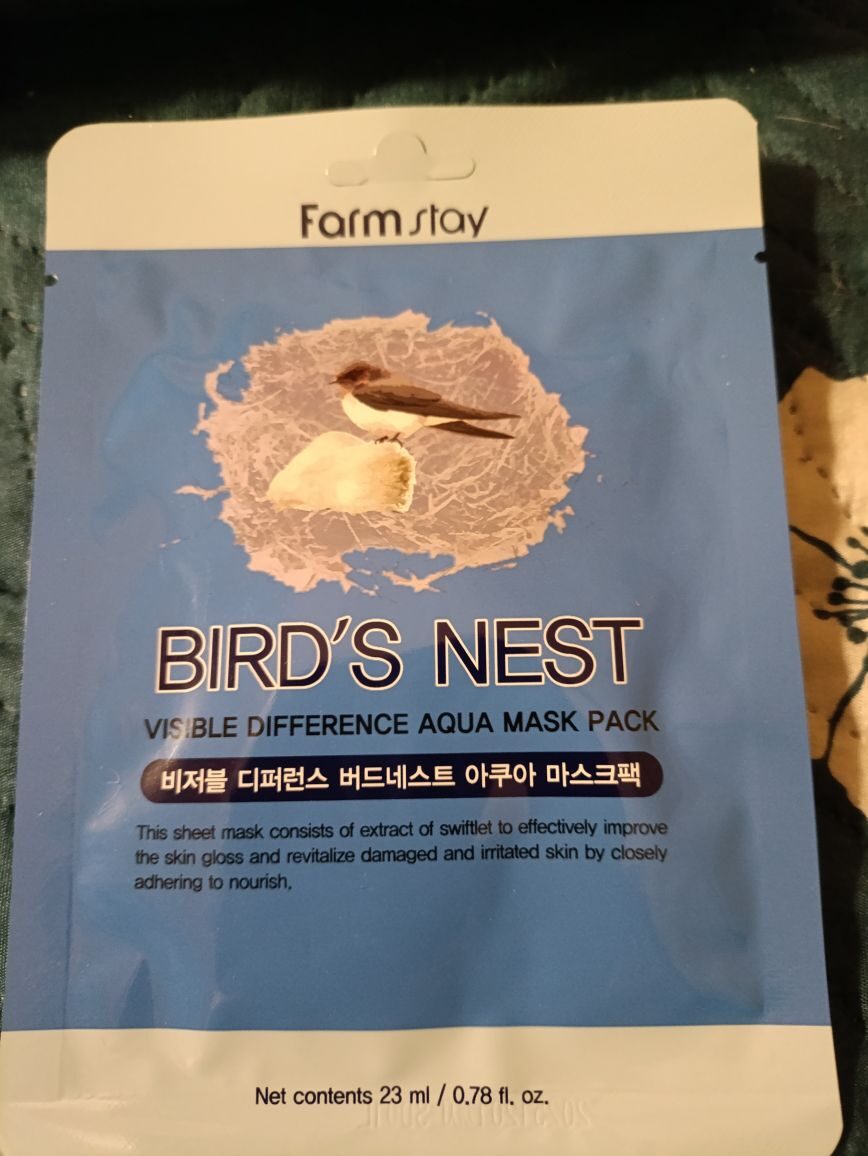 Farm stay
BIRD'S NEST
VISIBLE DIFFERENCE AQUA MASK PACK
비저블 디퍼런스 버드네스트 아쿠아 마스크팩
This sheet mask consists of extract of swiftlet to effectively improve
the skin gloss and revitalize damaged and irritated skin by closely
adhering to nourish,
Net contents 23 ml / 0.78 fl. oz.